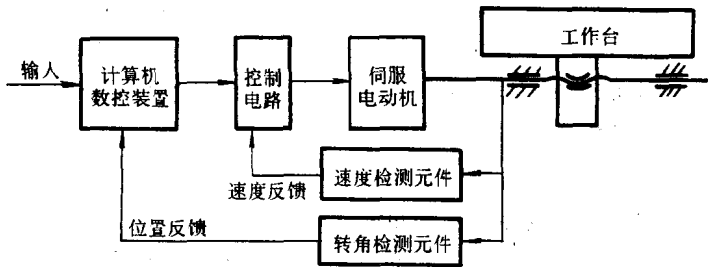 工作台
输人
计算机
数控装置
控制
电路
伺服
电动机
速度反馈
速度检测元件
位置反馈
转角检测元件